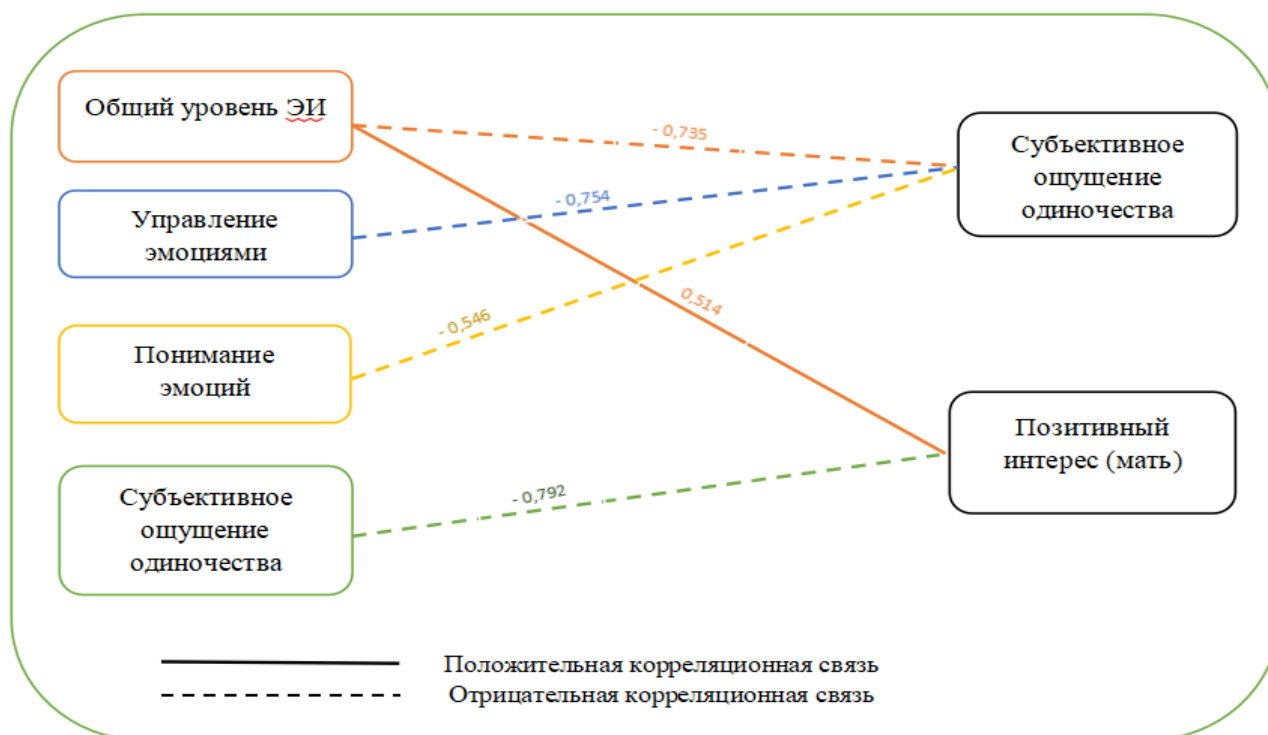 Общий уровень ЭИ
- 0,735
Субъективное
ощущение
одиночества
Управление
эмоциями
- 0,754
0,514
- 0,546
Понимание
эмоций
Позитивный
интерес (мать)
Субъективное
ощущение
одиночества
- 0,792
Положительная корреляционная связь
Отрицательная корреляционная связь